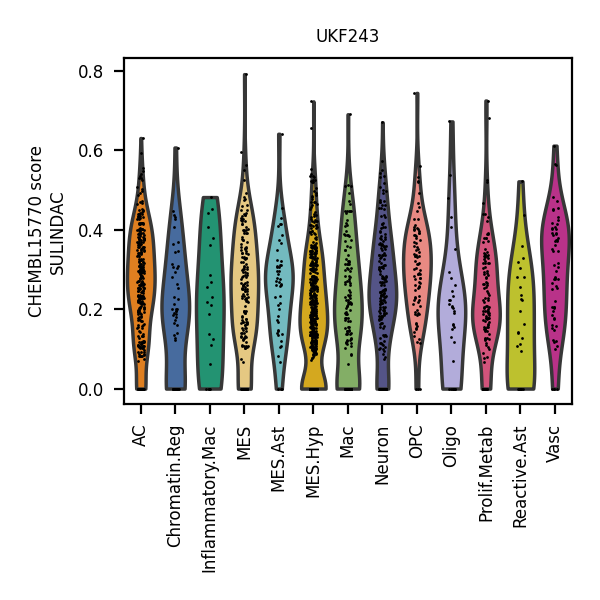 UKF243
CHEMBL15770 score
SULINDAC
0.8
0.6
0.4
0.2
0.0
AC
Chromatin.Reg
Inflammatory.Mac
MES
MES.Ast
MES.Hyp
Mac
Neuron
OPC
Oligo
Prolif.Metab
Reactive.Ast
Vasc